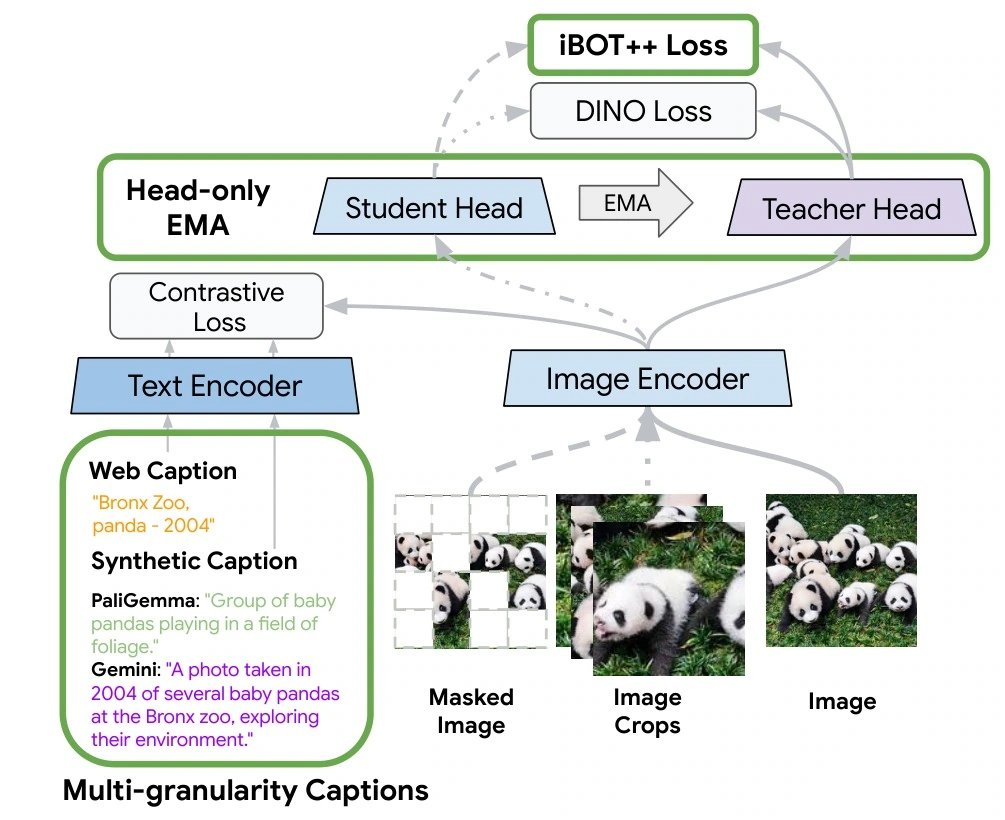 iBOT++ Loss
DINO Loss
Head-only
EMA
Student Head
EMA
Teacher Head
Contrastive
Loss
Text Encoder
Image Encoder
Web Caption
"Bronx Zoo,
panda - 2004"
Synthetic Caption
PaliGemma: "Group of baby
pandas playing in a field of
foliage."
Gemini: "A photo taken in
2004 of several baby pandas
at the Bronx zoo, exploring
their environment."
Masked
Image
Image
Crops
Image
Multi-granularity Captions